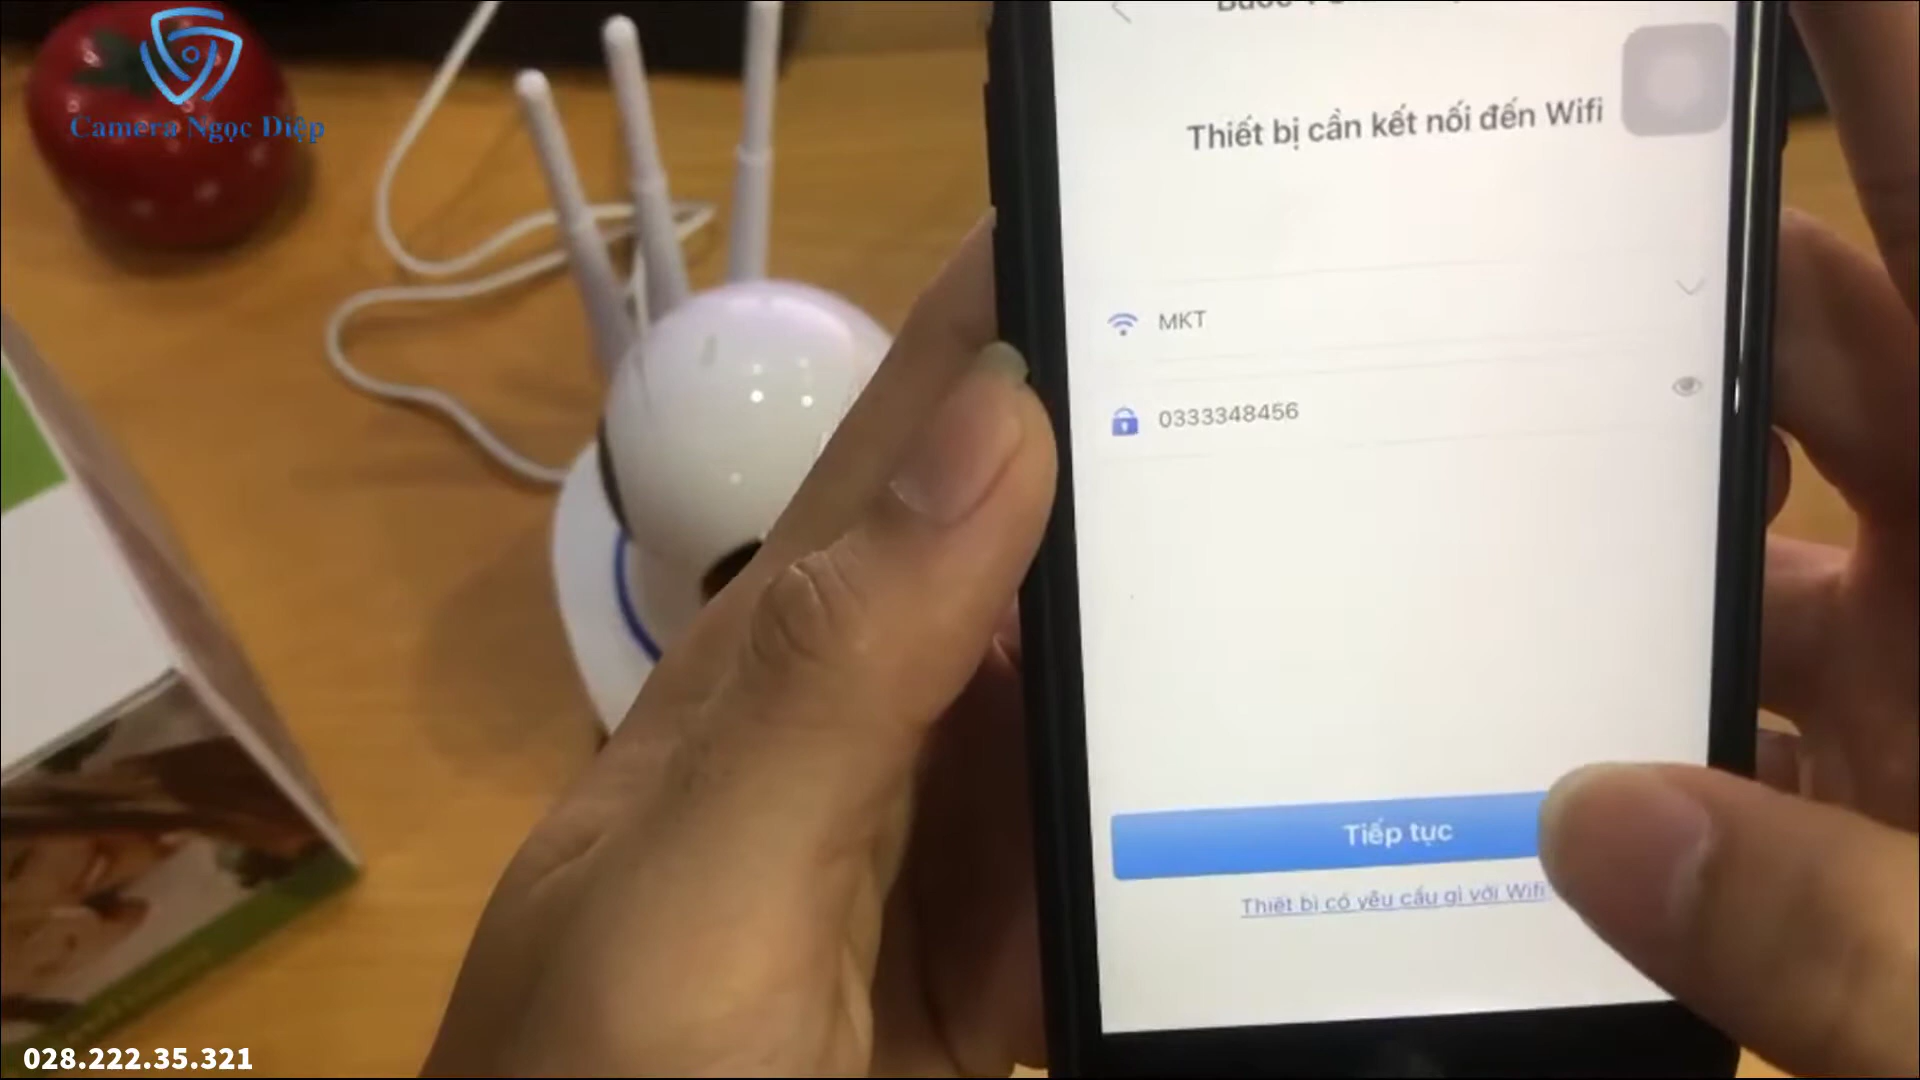 Camera Ngọc Diệp
Thiết bị cần kết nối đến Wifi
MKT
0333348456
Tiếp tục
Thiết bị có yêu cầu gì với Wifi
028.222.35.321